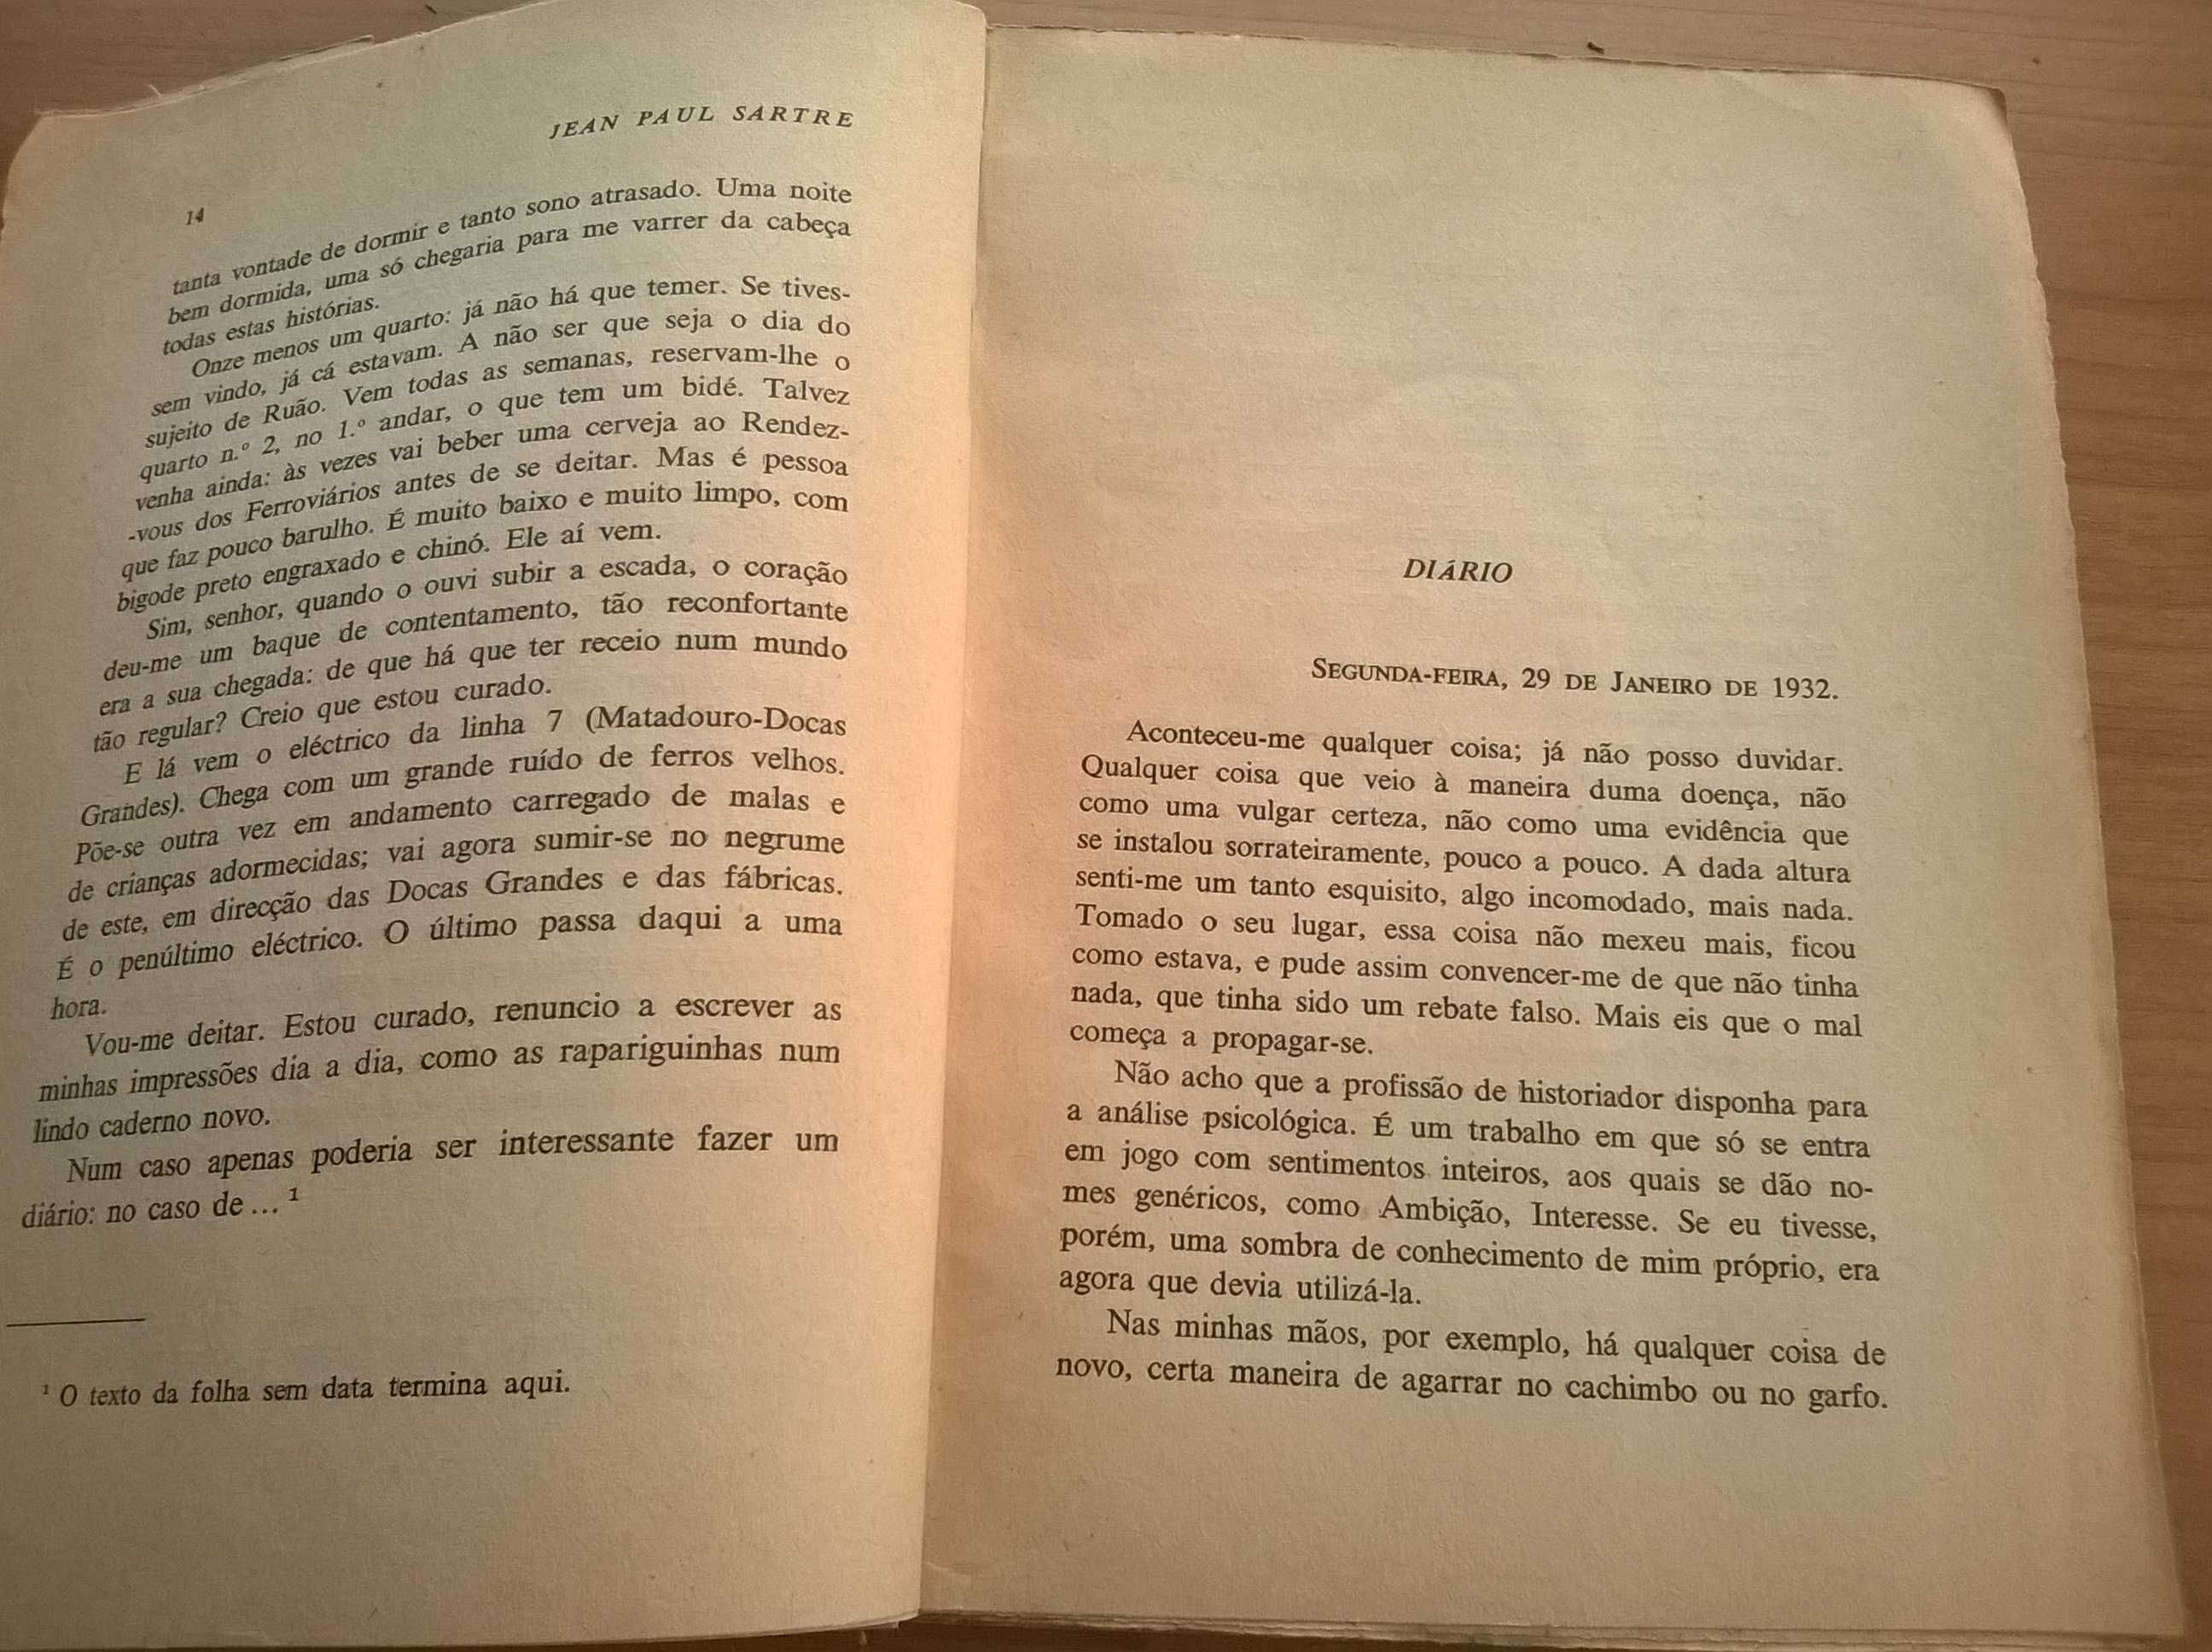 14
JEAN PAUL SARTRE
tanta vontade de dormir e tanto sono atrasado. Uma noite
bem dormida, uma só chegaria para me varrer da cabeça
todas estas histórias.
Onze menos um quarto: já não há que temer. Se tives-
sem vindo, já cá estavam. A não ser que seja o dia do
sujeito de Ruão. Vem todas as semanas, reservam-lhe o
quarto n.º 2, no 1.º andar, o que tem um bidé. Talvez
venha ainda: às vezes vai beber uma cerveja ao Rendez-
-vous dos Ferroviários antes de se deitar. Mas é pessoa
que faz pouco barulho. É muito baixo e muito limpo, com
bigode preto engraxado e chinó. Ele aí vem.
Sim, senhor, quando o ouvi subir a escada, o coração
deu-me um baque de contentamento, tão reconfortante
era a sua chegada: de que há que ter receio num mundo
tão regular? Creio que estou curado.
E lá vem o eléctrico da linha 7 (Matadouro-Docas
Grandes). Chega com um grande ruído de ferros velhos.
Põe-se outra vez em andamento carregado de malas e
de crianças adormecidas; vai agora sumir-se no negrume
de este, em direcção das Docas Grandes e das fábricas.
É o penúltimo eléctrico. O último passa daqui a uma
hora.
Vou-me deitar. Estou curado, renuncio a escrever as
minhas impressões dia a dia, como as rapariguinhas num
lindo caderno novo.
Num caso apenas poderia ser interessante fazer um
diário: no caso de ... ¹
¹ O texto da folha sem data termina aqui.
DIÁRIO
SEGUNDA-FEIRA, 29 DE JANEIRO DE 1932.
Aconteceu-me qualquer coisa; já não posso duvidar.
Qualquer coisa que veio à maneira duma doença, não
como uma vulgar certeza, não como uma evidência que
se instalou sorrateiramente, pouco a pouco. A dada altura
senti-me um tanto esquisito, algo incomodado, mais nada.
Tomado o seu lugar, essa coisa não mexeu mais, ficou
como estava, e pude assim convencer-me de que não tinha
nada, que tinha sido um rebate falso. Mais eis que o mal
começa a propagar-se.
Não acho que a profissão de historiador disponha para
a análise psicológica. É um trabalho em que só se entra
em jogo com sentimentos inteiros, aos quais se dão no-
mes genéricos, como Ambição, Interesse. Se eu tivesse,
porém, uma sombra de conhecimento de mim próprio, era
agora que devia utilizá-la.
Nas minhas mãos, por exemplo, há qualquer coisa de
novo, certa maneira de agarrar no cachimbo ou no garfo.